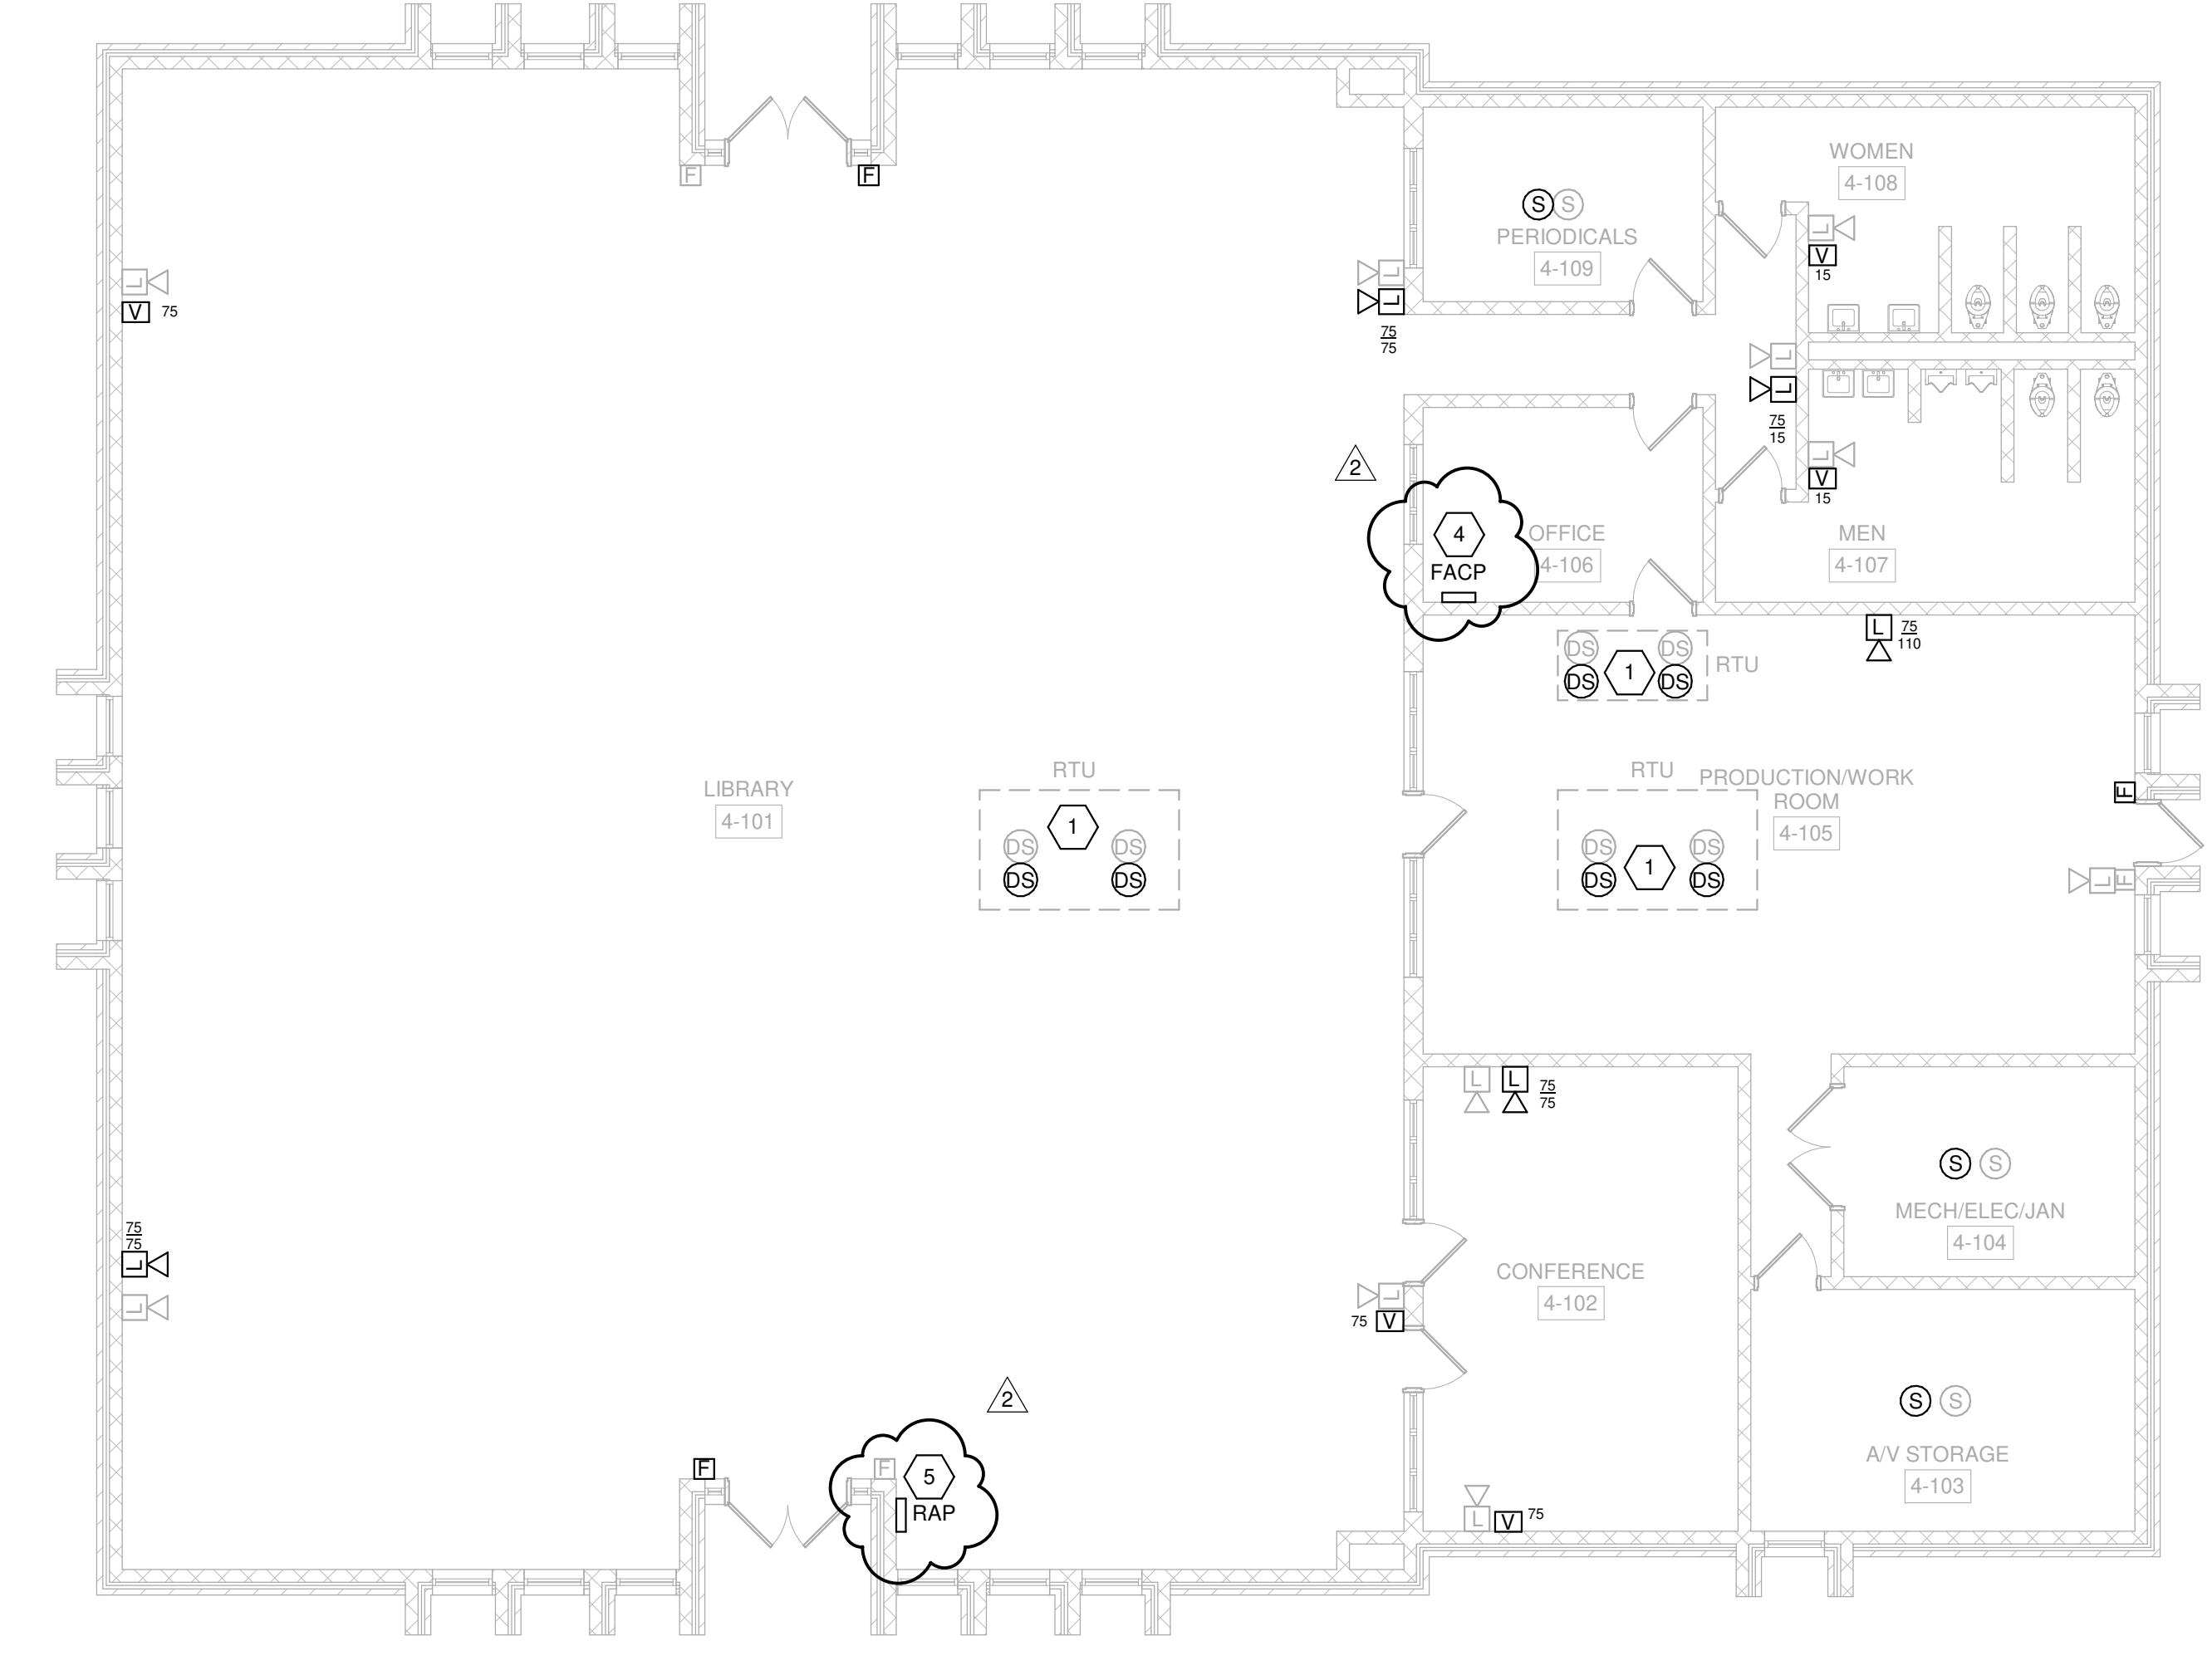 F
F
WOMEN
4-108
S
S
PERIODICALS
4-109
L
V
15
L
V
75
L
L
75
75
L
L
75
15
L
V
15
2
4
FACP
OFFICE
4-106
MEN
4-107
L
75
110
DS
DS
1
DS
DS
RTU
RTU
RTU
PRODUCTION/WORK
ROOM
4-105
LIBRARY
4-101
1
DS
DS
DS
DS
DS
DS
1
DS
DS
F
L
F
L
L
75
75
S
S
MECH/ELEC/JAN
4-104
75
75
L
L
CONFERENCE
4-102
L
75
V
2
S
S
A/V STORAGE
4-103
F
F
5
RAP
L
V
75